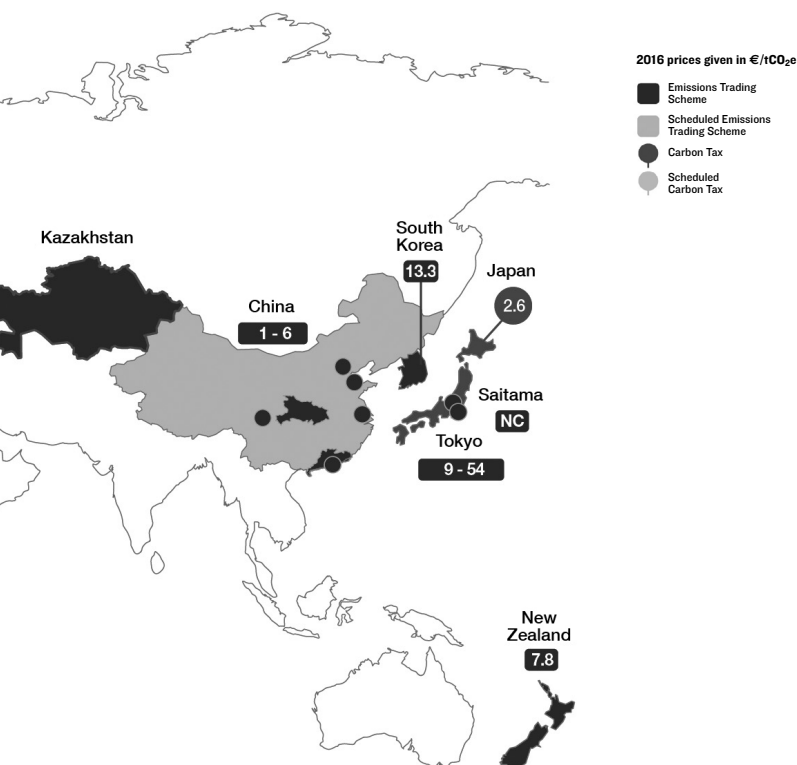 2016 prices given in €/tCO₂e
Emissions Trading
Scheme
Scheduled Emissions
Trading Scheme
Carbon Tax
Scheduled
Carbon Tax
Kazakhstan
South
Korea
13.3
Japan
2.6
China
1 - 6
Saitama
NC
Tokyo
9 - 54
New
Zealand
7.8